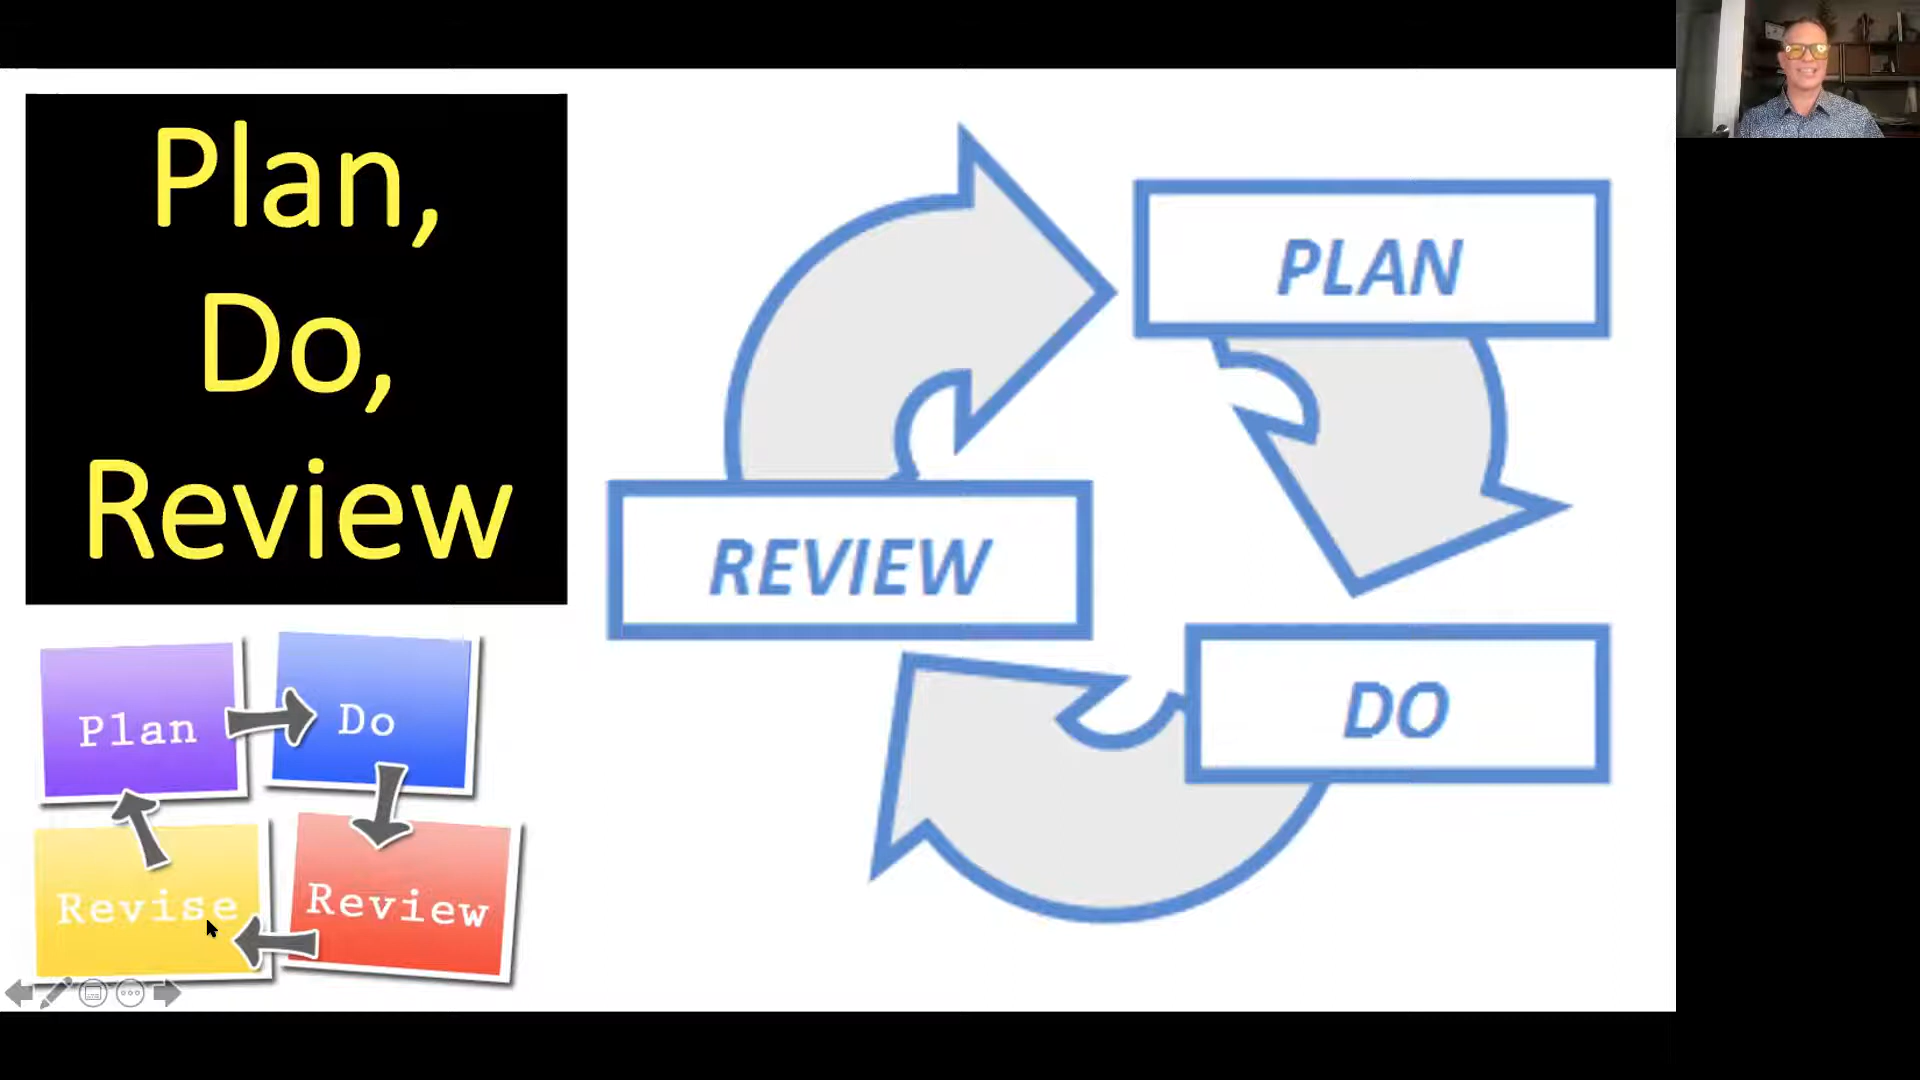 Plan,
Do,
Review
PLAN
REVIEW
DO
Plan
Do
Revise
Review